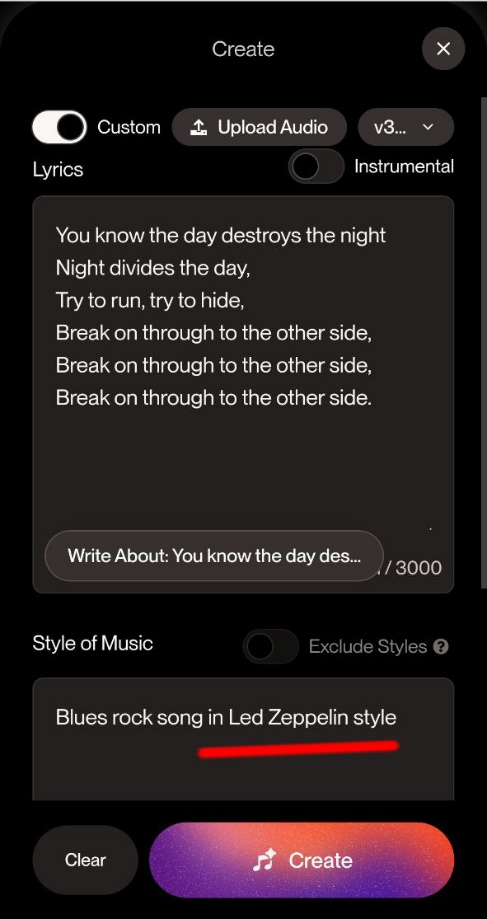 Create
Custom
Upload Audio
v3...
Lyrics
Instrumental
You know the day destroys the night
Night divides the day,
Try to run, try to hide,
Break on through to the other side,
Break on through to the other side,
Break on through to the other side.
Write About: You know the day des...
/ 3000
Style of Music
Exclude Styles
Blues rock song in Led Zeppelin style
Clear
Create